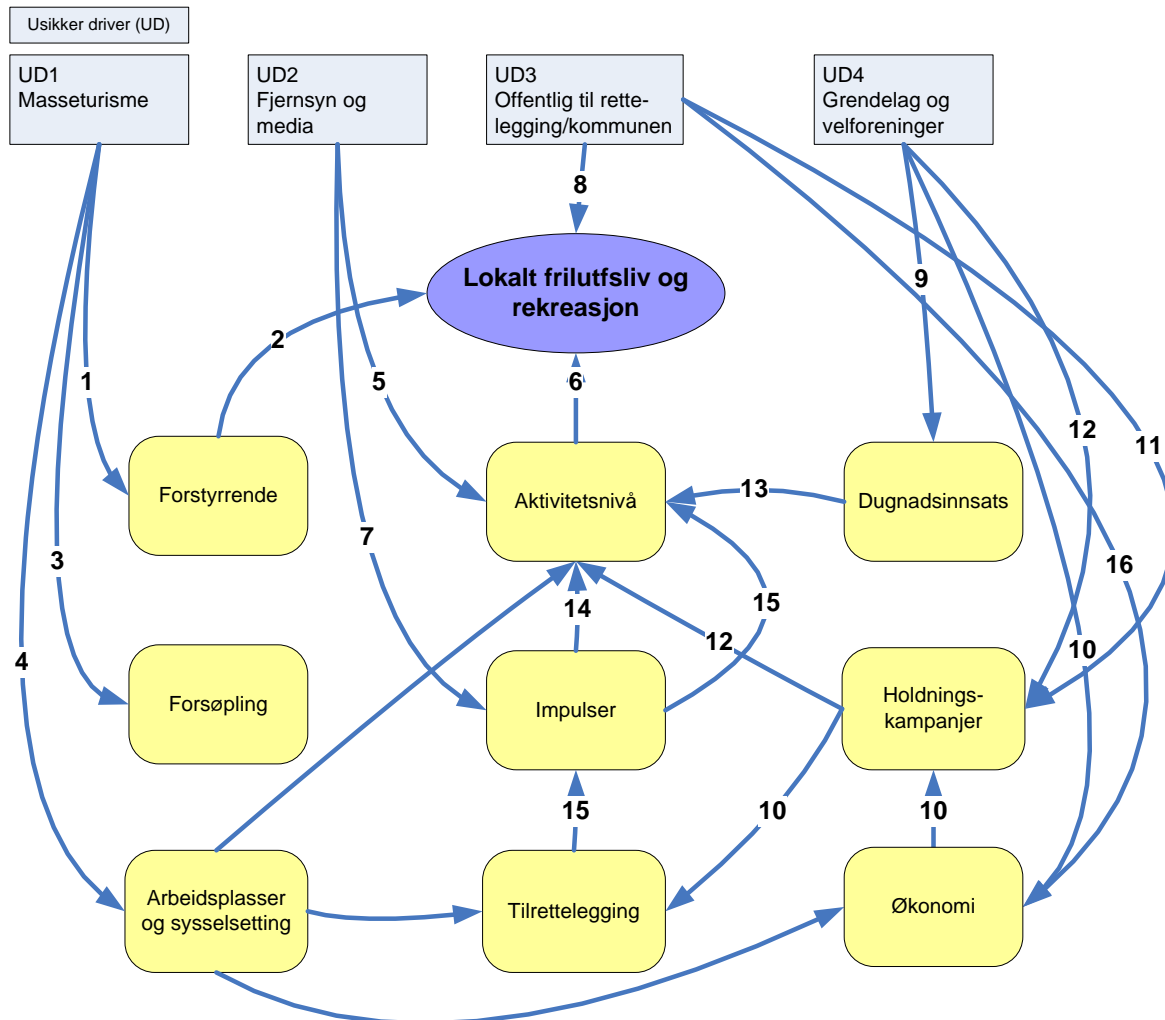 Usikker driver (UD)
UD1
Masseturisme
UD2
Fjernsyn og
media
UD3
Offentlig til rette-
legging/kommunen
UD4
Grendelag og
velforeninger
8
Lokalt frilutfsliv og
rekreasjon
9
2
1
5
6
12
11
Forstyrrende
Aktivitetsnivå
13
Dugnadsinnsats
7
3
16
14
15
12
10
4
Forsøpling
Impulser
Holdnings-
kampanjer
15
10
10
Arbeidsplasser
og sysselsetting
Tilrettelegging
Økonomi